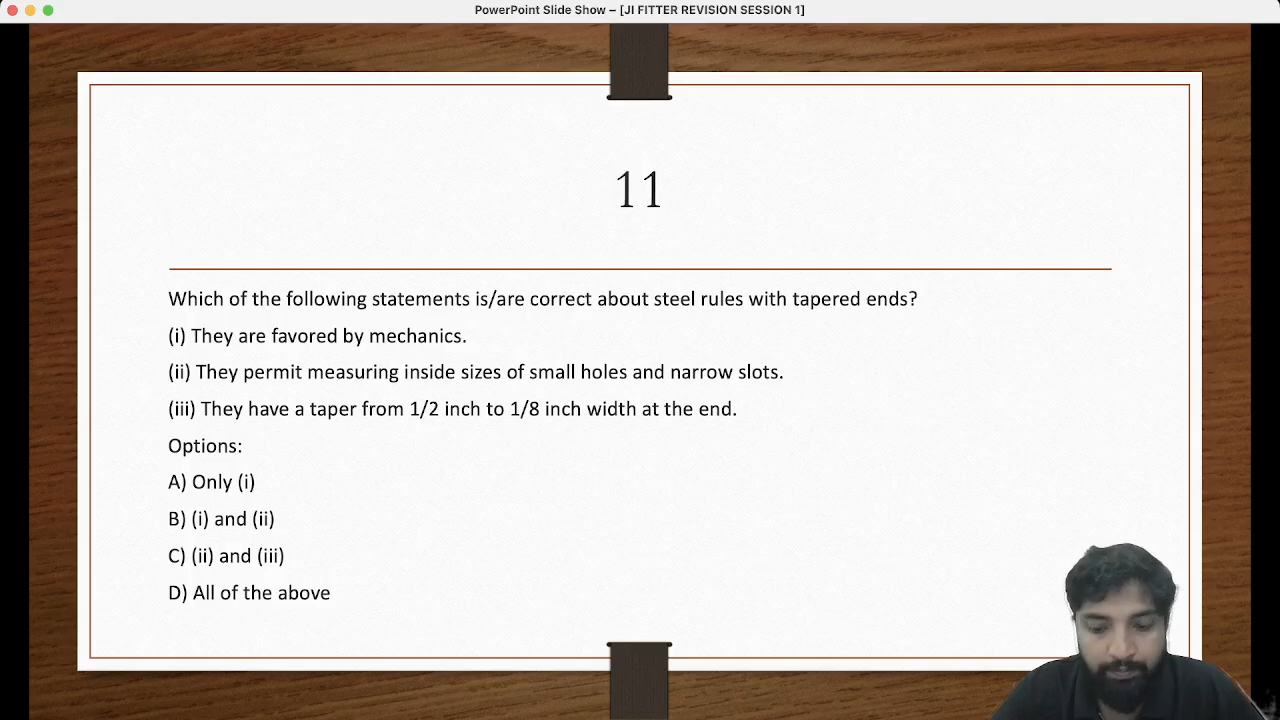 PowerPoint Slide Show – [JI FITTER REVISION SESSION 1]
11
Which of the following statements is/are correct about steel rules with tapered ends?
(i) They are favored by mechanics.
(ii) They permit measuring inside sizes of small holes and narrow slots.
(iii) They have a taper from 1/2 inch to 1/8 inch width at the end.
Options:
A) Only (i)
B) (i) and (ii)
C) (ii) and (iii)
D) All of the above